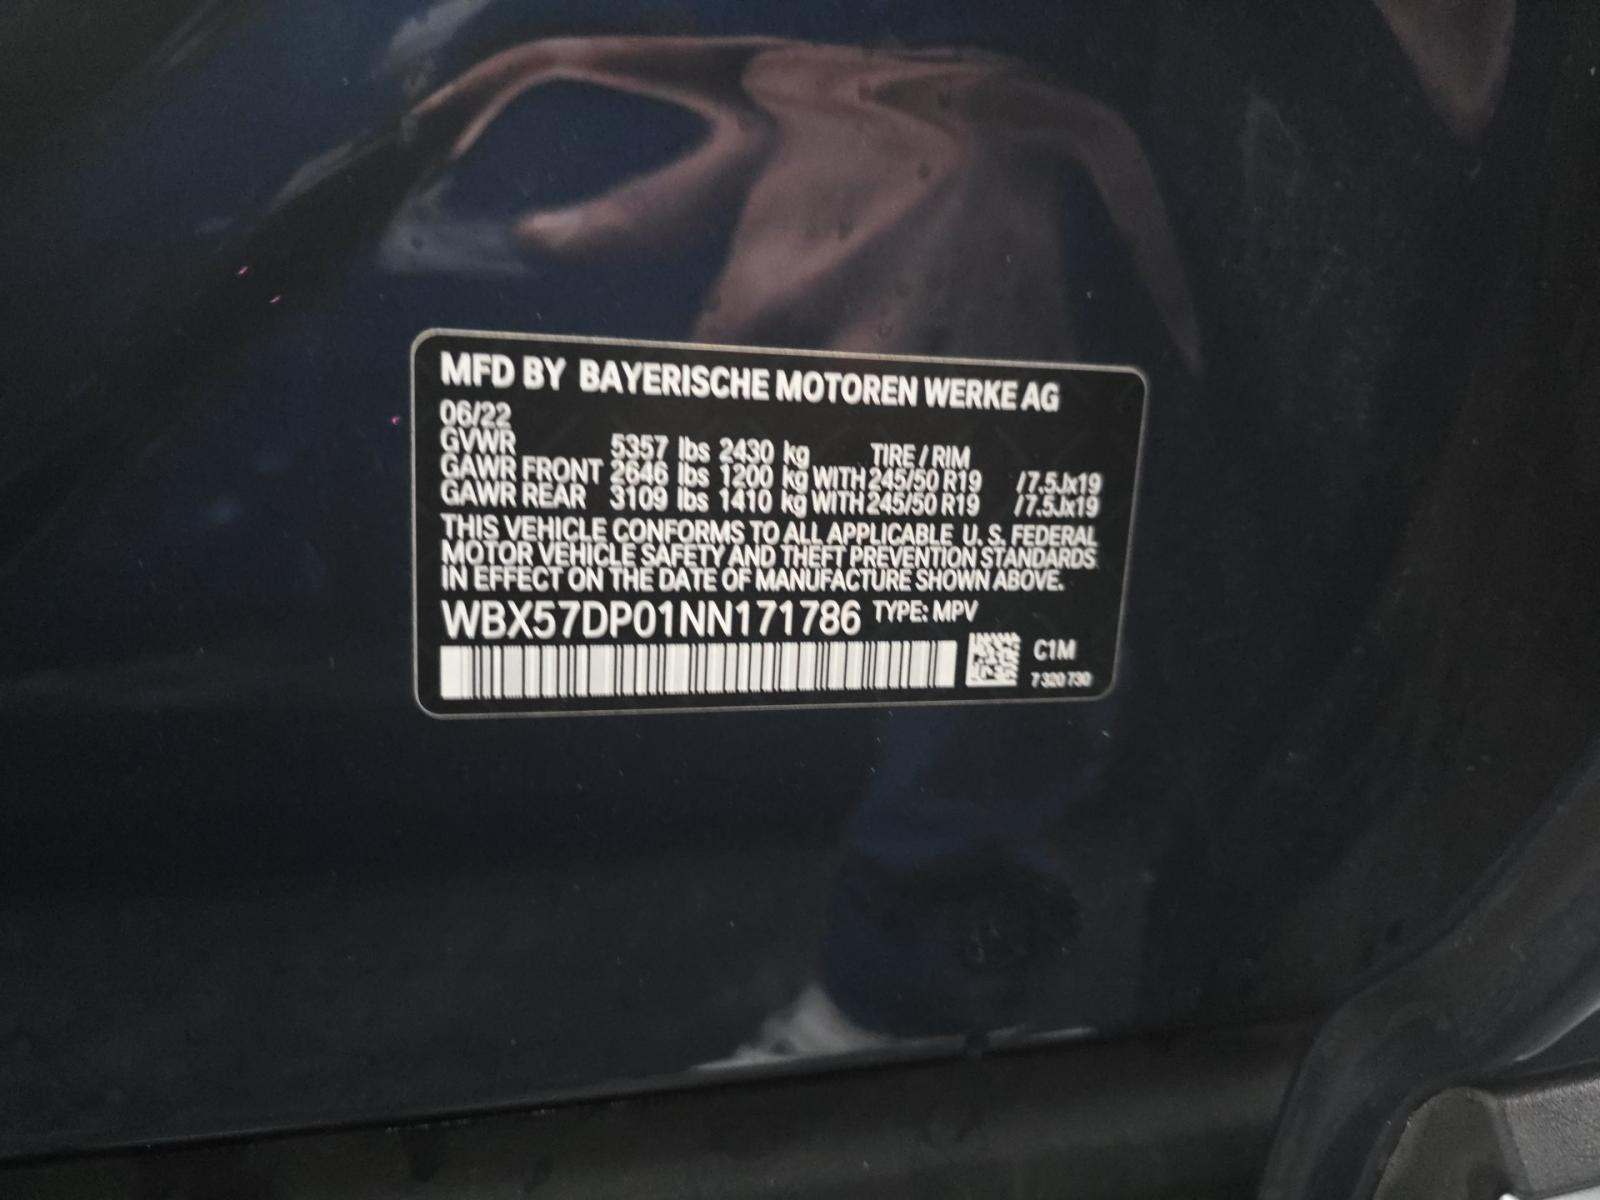 MFD BY BAYERISCHE MOTOREN WERKE AG
06/22
GVWR 5357 lbs 2430 kg TIRE / RIM
GAWR FRONT 2646 lbs 1200 kg WITH 245/50 R19 /7.5Jx19
GAWR REAR 3109 lbs 1410 kg WITH 245/50 R19 /7.5Jx19
THIS VEHICLE CONFORMS TO ALL APPLICABLE U. S. FEDERAL
MOTOR VEHICLE SAFETY AND THEFT PREVENTION STANDARDS
IN EFFECT ON THE DATE OF MANUFACTURE SHOWN ABOVE.
WBX57DP01NN171786 TYPE: MPV
C1M
7 320 730